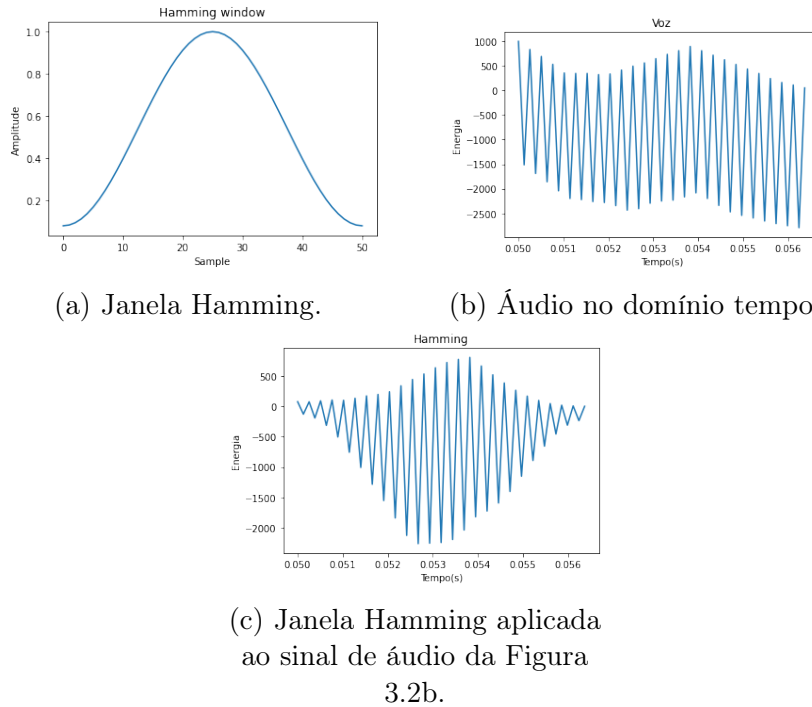 Hamming window
1.0
0.8
0.6
0.4
0.2
Amplitude
0
10
20
30
40
50
Sample
(a) Janela Hamming.
Voz
1000
500
0
−500
−1000
−1500
−2000
−2500
Energia
0.050
0.051
0.052
0.053
0.054
0.055
0.056
Tempo(s)
(b) Áudio no domínio tempo
Hamming
500
0
−500
−1000
−1500
−2000
Energia
0.050
0.051
0.052
0.053
0.054
0.055
0.056
Tempo(s)
(c) Janela Hamming aplicada
ao sinal de áudio da Figura
3.2b.